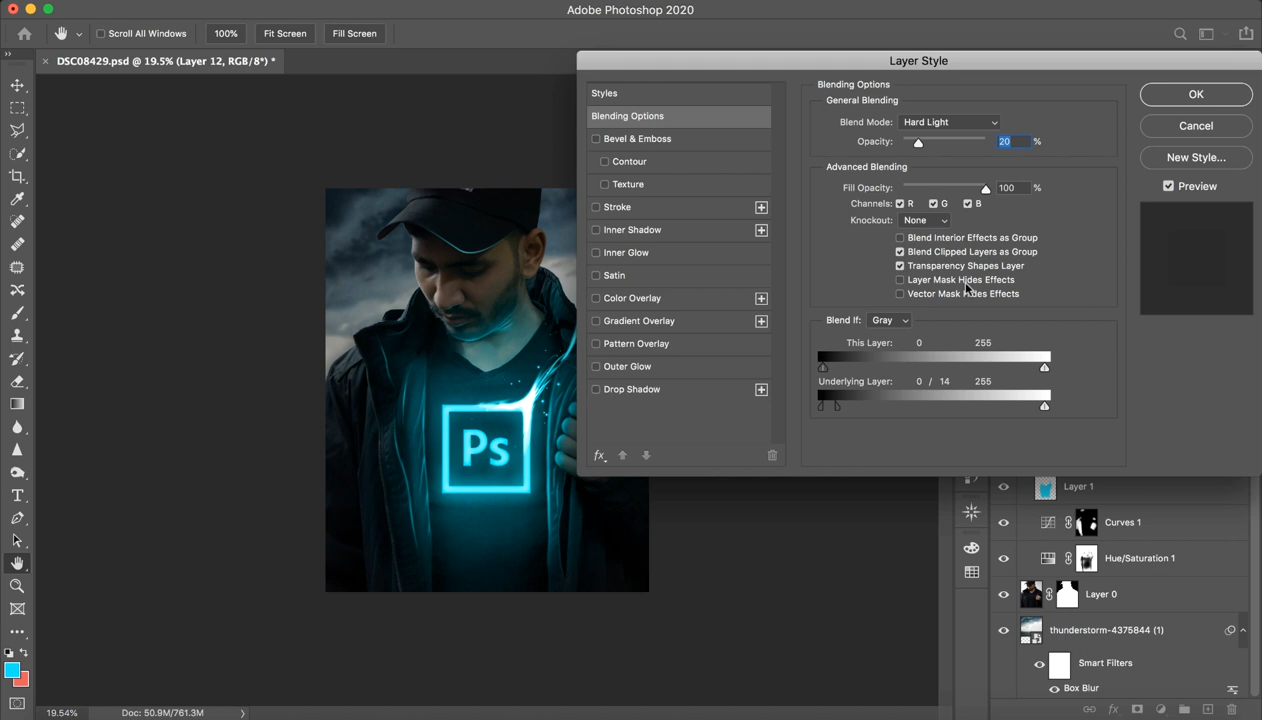 Adobe Photoshop 2020
Scroll All Windows 100% Fit Screen Fill Screen
DSC08429.psd @ 19.5% (Layer 12, RGB/8*) *
Layer Style
Styles
Blending Options
Bevel & Emboss
Contour
Texture
Stroke
Inner Shadow
Inner Glow
Satin
Color Overlay
Gradient Overlay
Pattern Overlay
Outer Glow
Drop Shadow
fx
Blending Options
General Blending
Blend Mode: Hard Light
Opacity: 20 %
Advanced Blending
Fill Opacity: 100 %
Channels: R G B
Knockout: None
Blend Interior Effects as Group
Blend Clipped Layers as Group
Transparency Shapes Layer
Layer Mask Hides Effects
Vector Mask Hides Effects
Blend If: Gray
This Layer: 0 255
Underlying Layer: 0 / 14 255
OK
Cancel
New Style...
Preview
Ps
Layer 1
Curves 1
Hue/Saturation 1
Layer 0
thunderstorm-4375844 (1)
Smart Filters
Box Blur
fx
19.54% Doc: 50.9M/761.3M